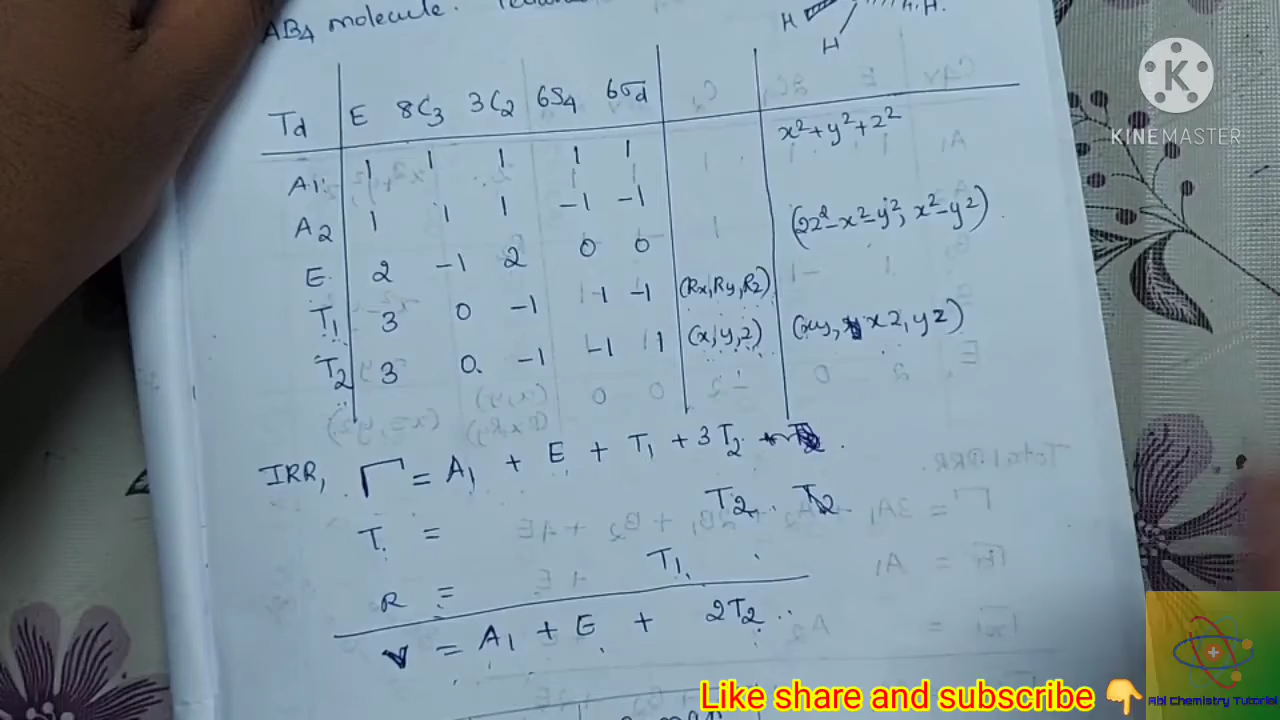 AB4 molecule.
H H.
H
Td E 8C3 3C2 6S4 6σd
A1 1 1 1 1 1 x²+y²+z²
A2 1 1 1 -1 -1
E 2 -1 2 0 0 (2z²-x²-y², x²-y²)
T1 3 0 -1 1 -1 (Rx, Ry, Rz)
T2 3 0 -1 -1 1 (x, y, z) (xy, xz, yz)
IRR, Γ = A1 + E + T1 + 3T2
T = T2
R = T1
V = A1 + E + 2T2
KINEMASTER
Like share and subscribe 👇
Abi Chemistry Tutorial